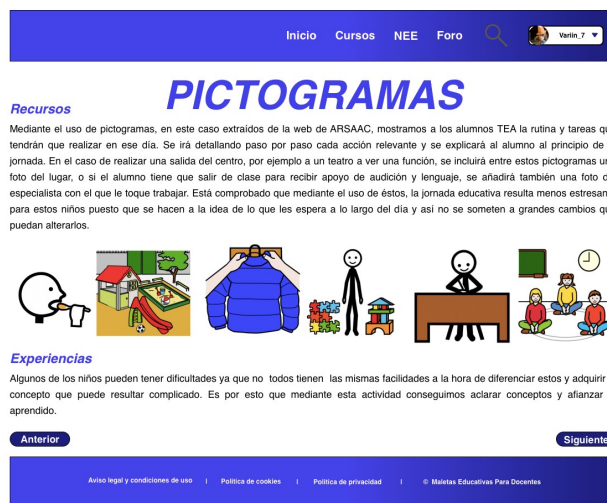 Inicio Cursos NEE Foro Variin_7
PICTOGRAMAS
Recursos
Mediante el uso de pictogramas, en este caso extraídos de la web de ARSAAC, mostramos a los alumnos TEA la rutina y tareas qu
tendrán que realizar en ese día. Se irá detallando paso por paso cada acción relevante y se explicará al alumno al principio de
jornada. En el caso de realizar una salida del centro, por ejemplo a un teatro a ver una función, se incluirá entre estos pictogramas un
foto del lugar, o si el alumno tiene que salir de clase para recibir apoyo de audición y lenguaje, se añadirá también una foto d
especialista con el que le toque trabajar. Está comprobado que mediante el uso de éstos, la jornada educativa resulta menos estresan
para estos niños puesto que se hacen a la idea de lo que les espera a lo largo del día y así no se someten a grandes cambios qu
puedan alterarlos.
Experiencias
Algunos de los niños pueden tener dificultades ya que no todos tienen las mismas facilidades a la hora de diferenciar estos y adquirir
concepto que puede resultar complicado. Es por esto que mediante esta actividad conseguimos aclarar conceptos y afianzar
aprendido.
Anterior Siguiente
Aviso legal y condiciones de uso | Política de cookies | Política de privacidad | © Maletas Educativas Para Docentes